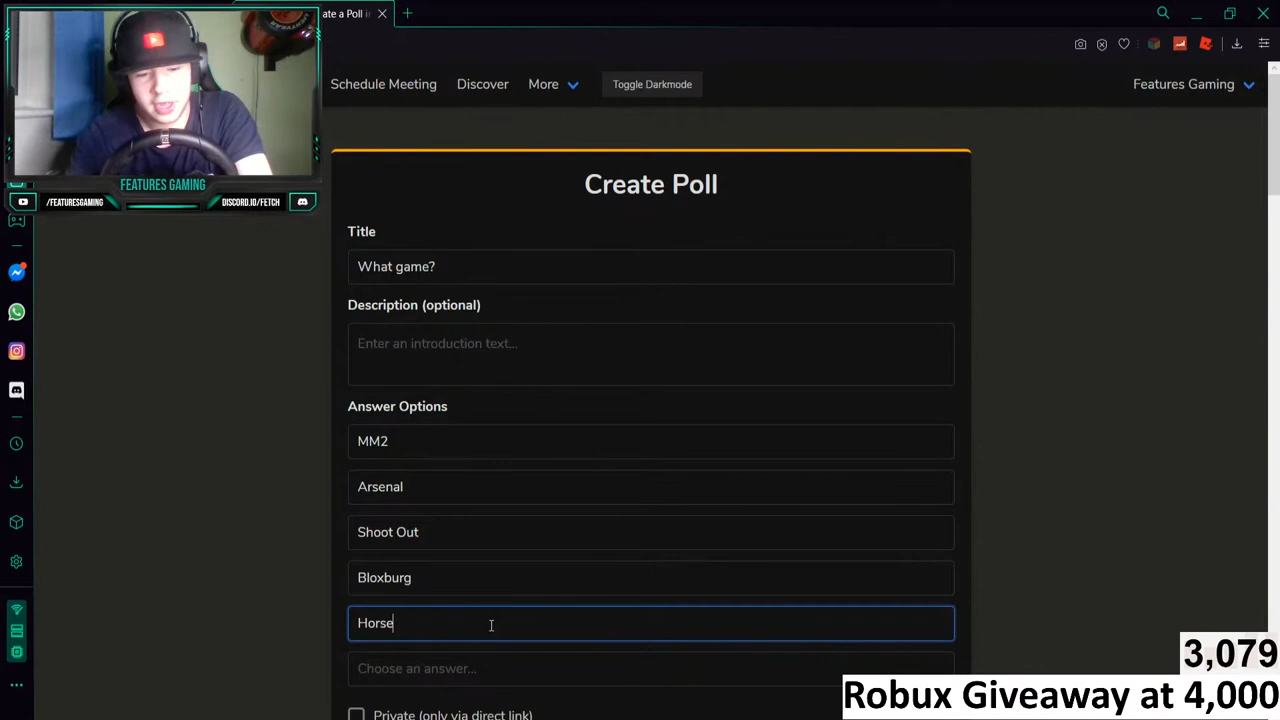 ate a Poll i
Schedule Meeting Discover More Toggle Darkmode Features Gaming
FEATURES GAMING
/FEATURESGAMING DISCORD.IO/FETCH
Create Poll
Title
What game?
Description (optional)
Enter an introduction text...
Answer Options
MM2
Arsenal
Shoot Out
Bloxburg
Horse
Choose an answer...
Private (only via direct link)
3,079
Robux Giveaway at 4,000